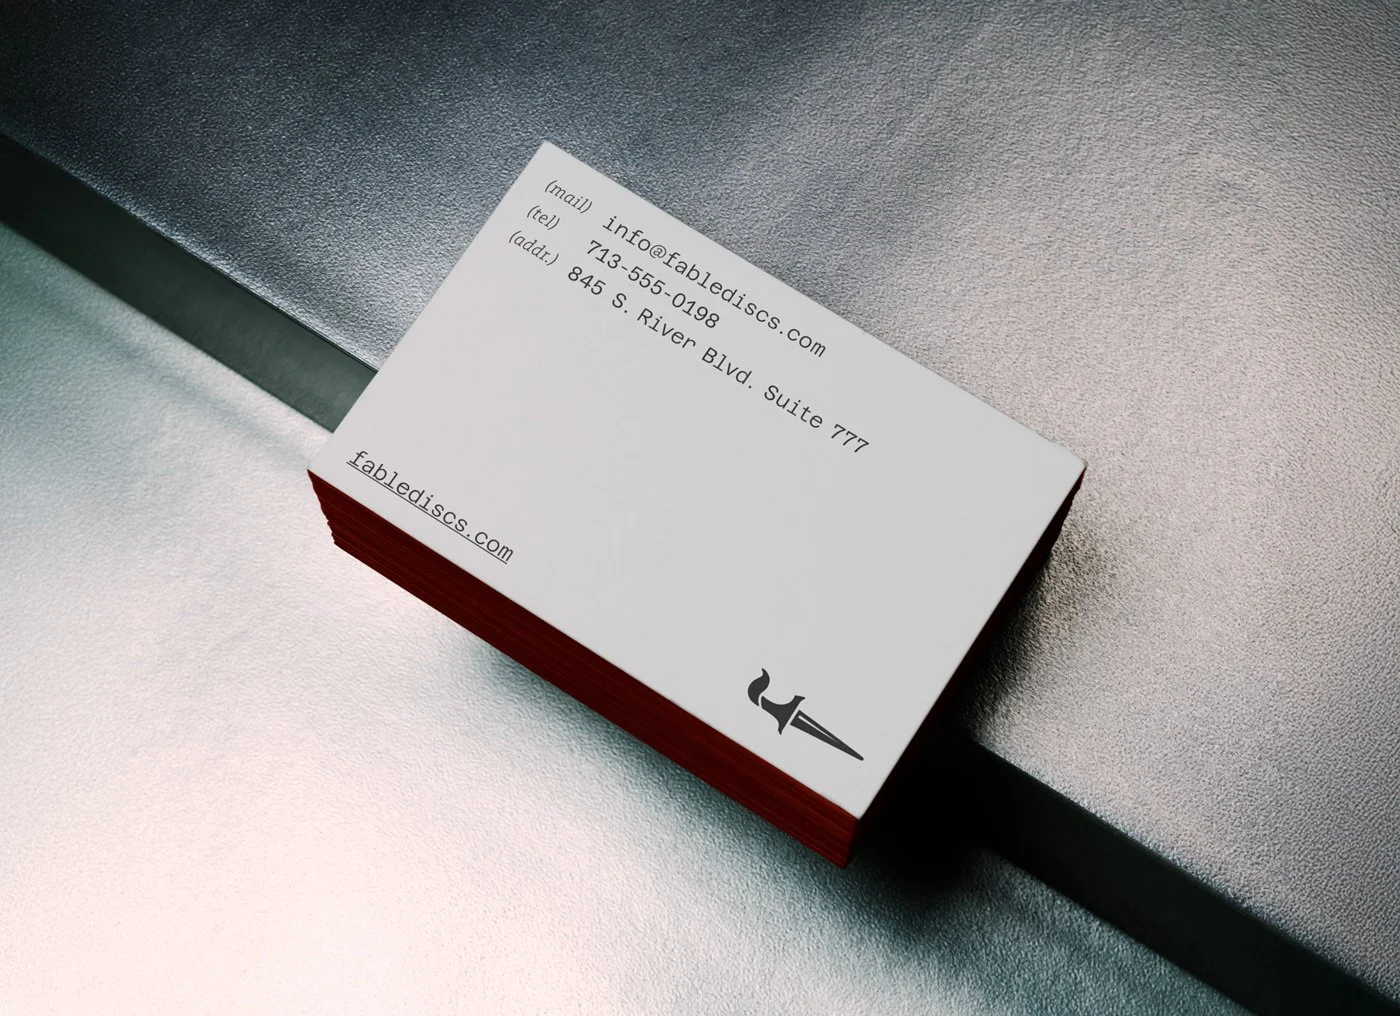 (mail) info@fablediscs.com
(tel) 713-555-0198
(addr.) 845 S. River Blvd. Suite 777
fablediscs.com